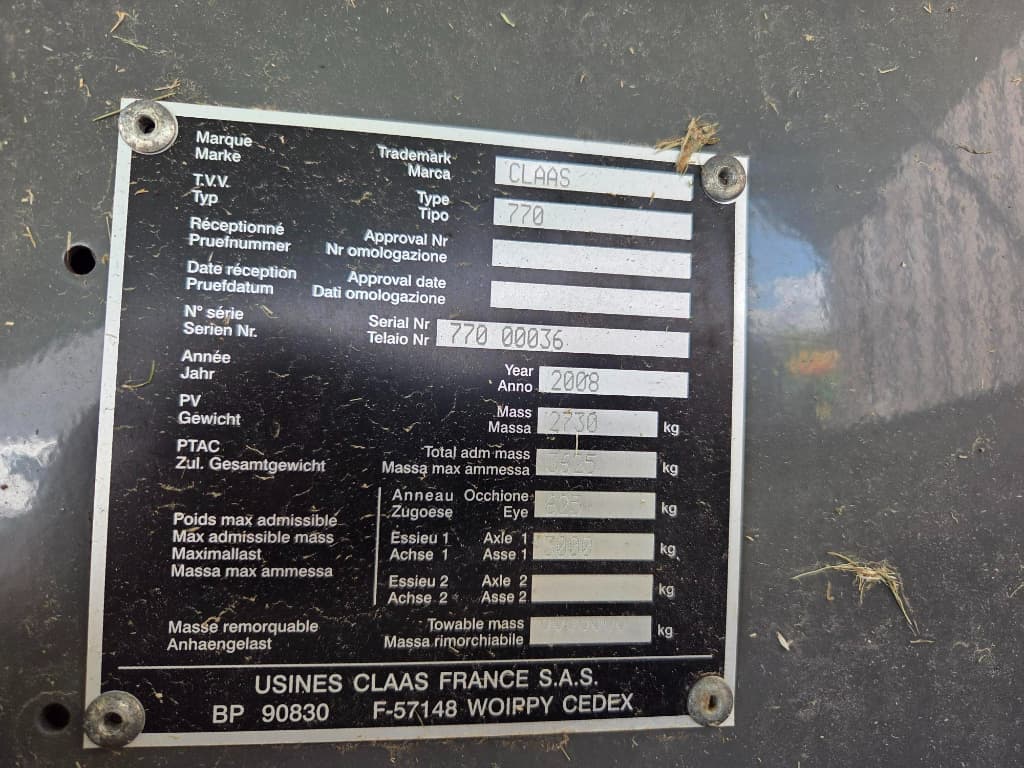 Marque Trademark CLAAS
Marke Marca
T.V.V. Type 770
Typ Tipo
Réceptionné Approval Nr
Pruefnummer Nr omologazione
Date réception Approval date
Pruefdatum Dati omologazione
N° série Serial Nr 770 00036
Serien Nr. Telaio Nr
Année Year 2008
Jahr Anno
PV Mass 2730 kg
Gewicht Massa
PTAC Total adm mass kg
Zul. Gesamtgewicht Massa max ammessa
Poids max admissible
Max admissible mass
Maximallast
Massa max ammessa
Anneau Occhione kg
Zugoese Eye
Essieu 1 Axle 1 3000 kg
Achse 1 Asse 1
Essieu 2 Axle 2 kg
Achse 2 Asse 2
Masse remorquable Towable mass kg
Anhaengelast Massa rimorchiabile
USINES CLAAS FRANCE S.A.S.
BP 90830 F-57148 WOIPPY CEDEX